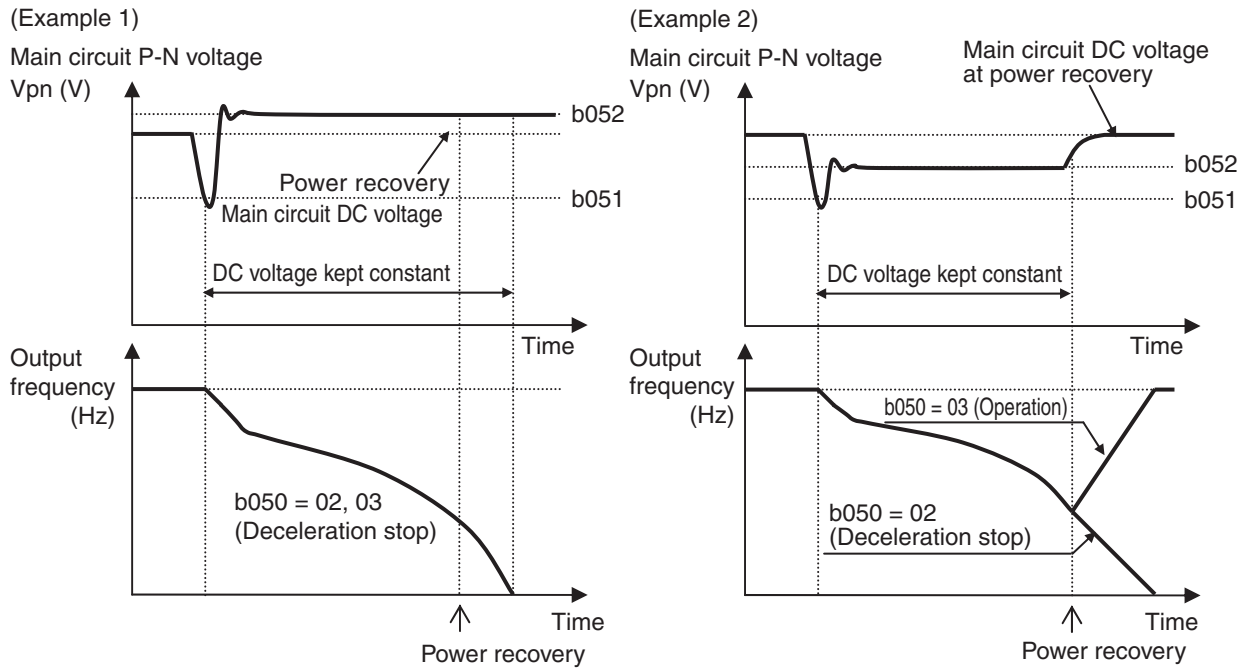 (Example 1)
Main circuit P-N voltage
Vpn (V)
b052
Power recovery
b051
Main circuit DC voltage
DC voltage kept constant
Time
Output
frequency
(Hz)
b050 = 02, 03
(Deceleration stop)
Time
Power recovery
(Example 2)
Main circuit P-N voltage
Vpn (V)
Main circuit DC voltage
at power recovery
b052
b051
DC voltage kept constant
Time
Output
frequency
(Hz)
b050 = 03 (Operation)
b050 = 02
(Deceleration stop)
Time
Power recovery